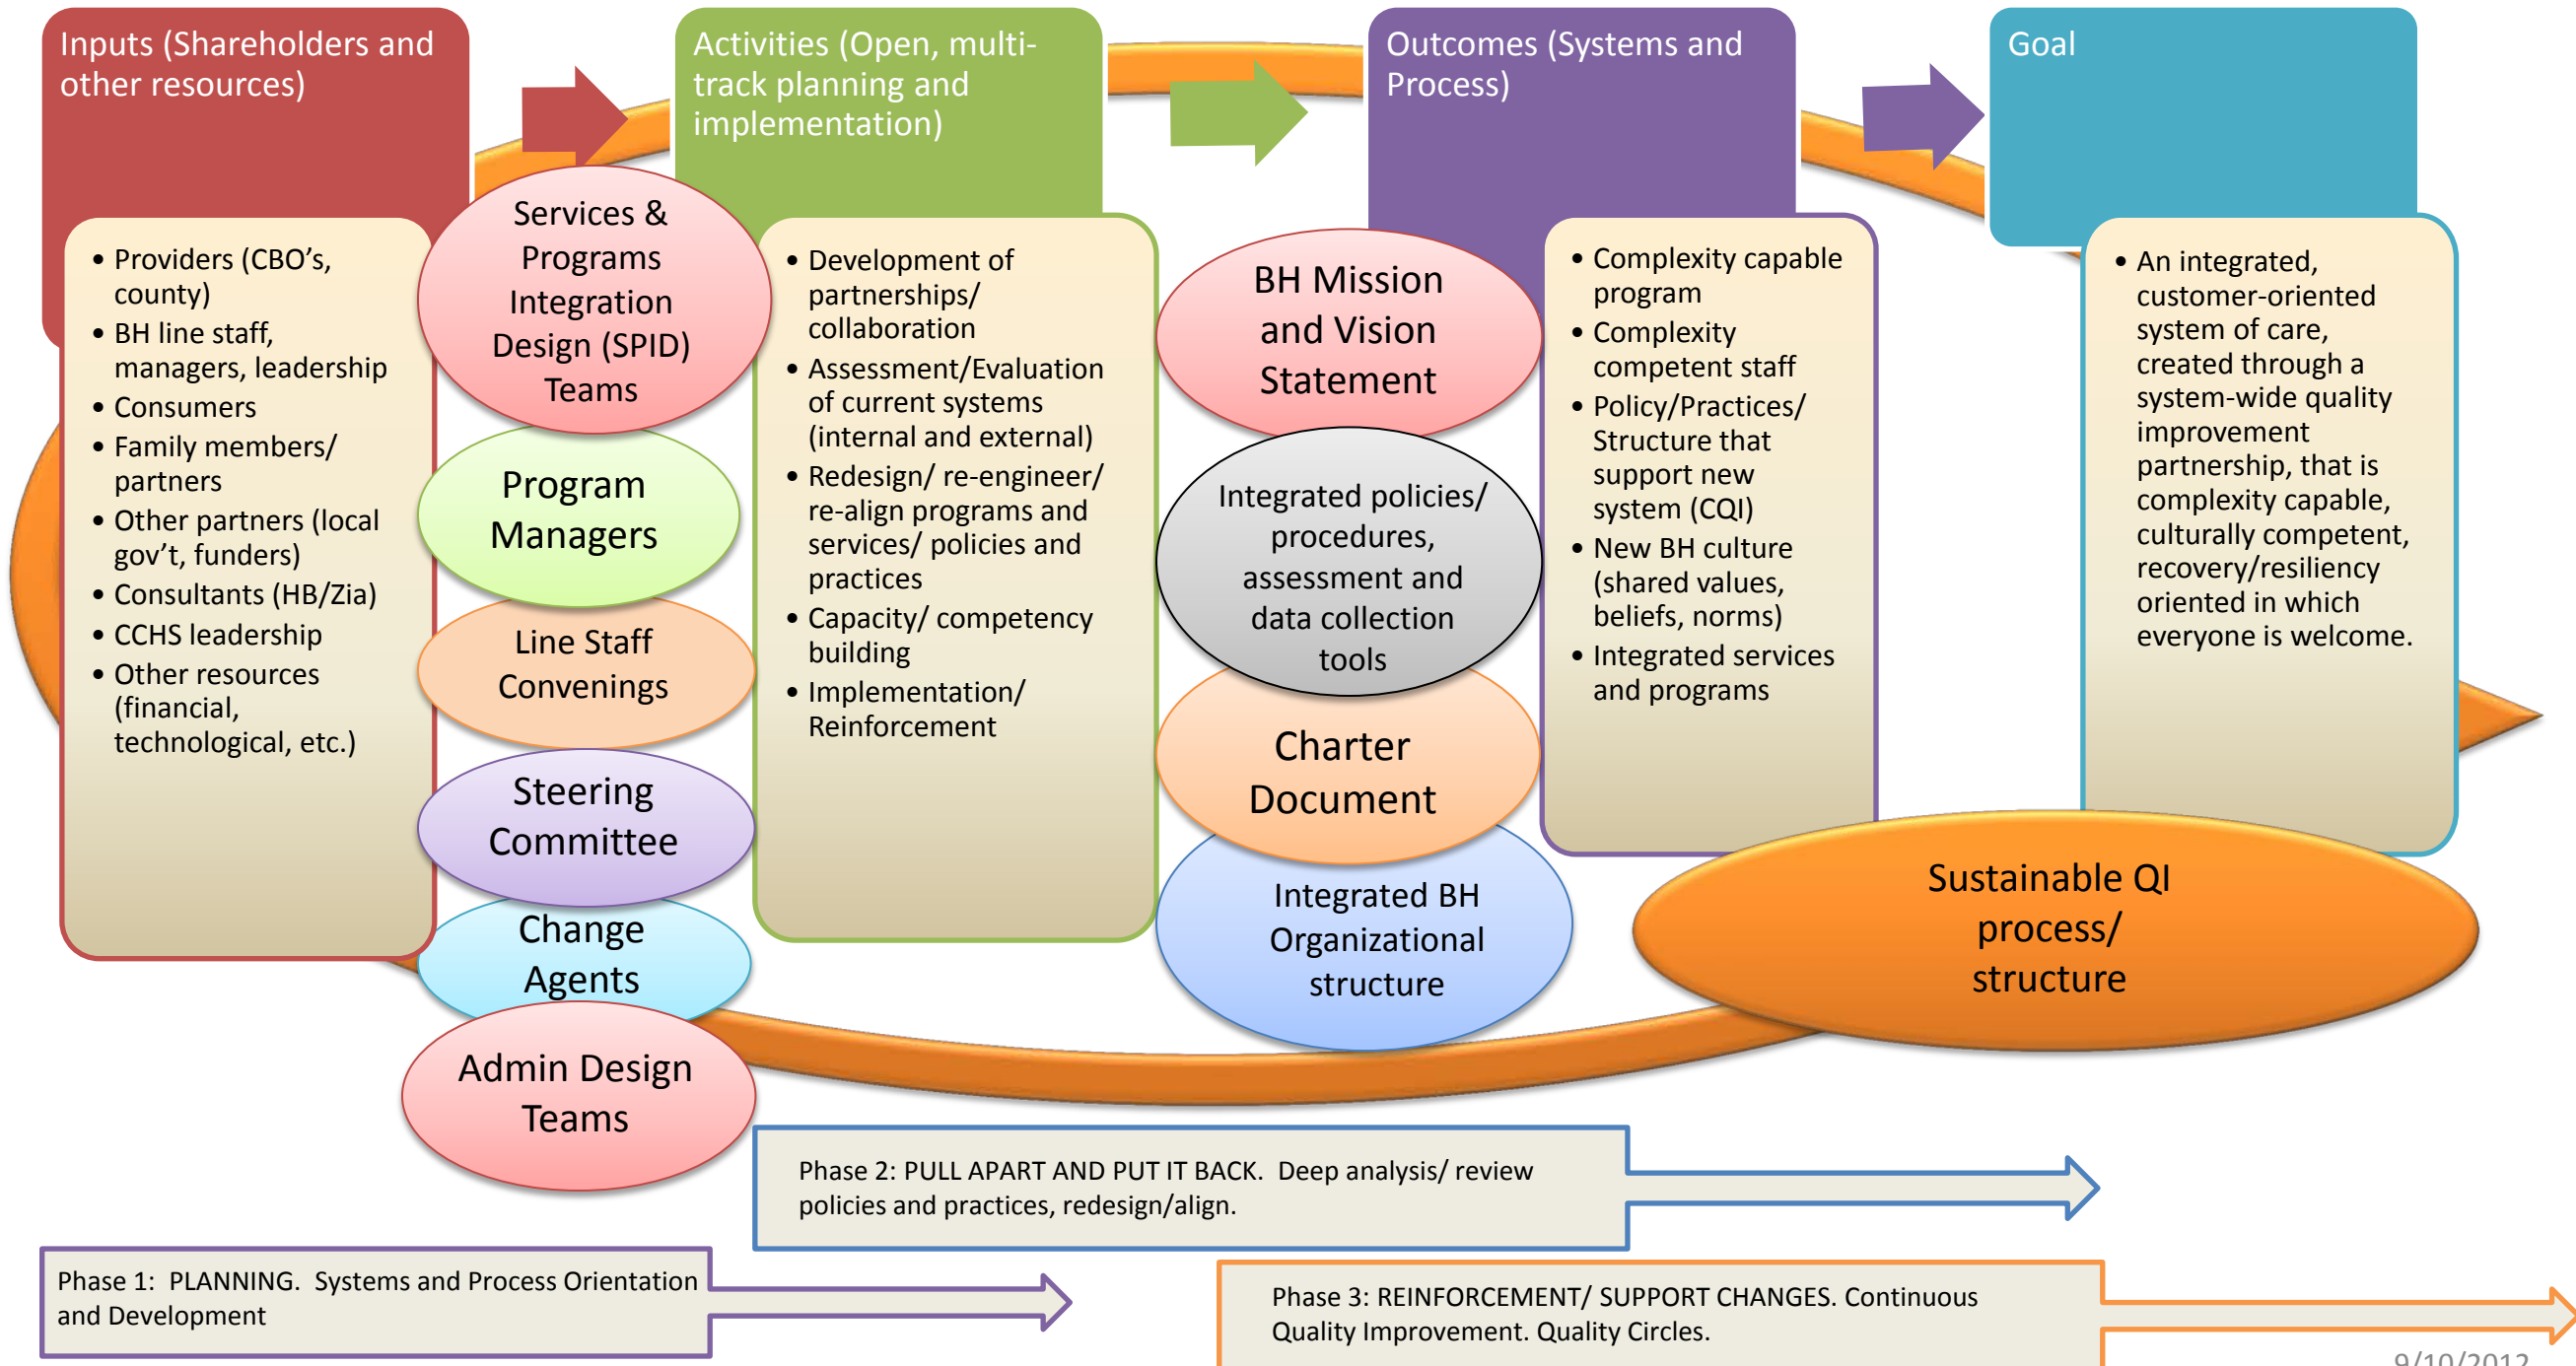 Inputs (Shareholders and
other resources)
Activities (Open, multi-
track planning and
implementation)
Outcomes (Systems and
Process)
Goal
• Providers (CBO’s,
county)
• BH line staff,
managers, leadership
• Consumers
• Family members/
partners
• Other partners (local
gov’t, funders)
• Consultants (HB/Zia)
• CCHS leadership
• Other resources
(financial,
technological, etc.)
Services &
Programs
Integration
Design (SPID)
Teams
Program
Managers
Line Staff
Convenings
Steering
Committee
Change
Agents
Admin Design
Teams
• Development of
partnerships/
collaboration
• Assessment/Evaluation
of current systems
(internal and external)
• Redesign/ re-engineer/
re-align programs and
services/ policies and
practices
• Capacity/ competency
building
• Implementation/
Reinforcement
BH Mission
and Vision
Statement
Integrated policies/
procedures,
assessment and
data collection
tools
Charter
Document
Integrated BH
Organizational
structure
• Complexity capable
program
• Complexity
competent staff
• Policy/Practices/
Structure that
support new
system (CQI)
• New BH culture
(shared values,
beliefs, norms)
• Integrated services
and programs
• An integrated,
customer-oriented
system of care,
created through a
system-wide quality
improvement
partnership, that is
complexity capable,
culturally competent,
recovery/resiliency
oriented in which
everyone is welcome.
Sustainable QI
process/
structure
Phase 2: PULL APART AND PUT IT BACK.  Deep analysis/ review
policies and practices, redesign/align.
Phase 1:  PLANNING.  Systems and Process Orientation
and Development
Phase 3: REINFORCEMENT/ SUPPORT CHANGES. Continuous
Quality Improvement. Quality Circles.
9/10/2012